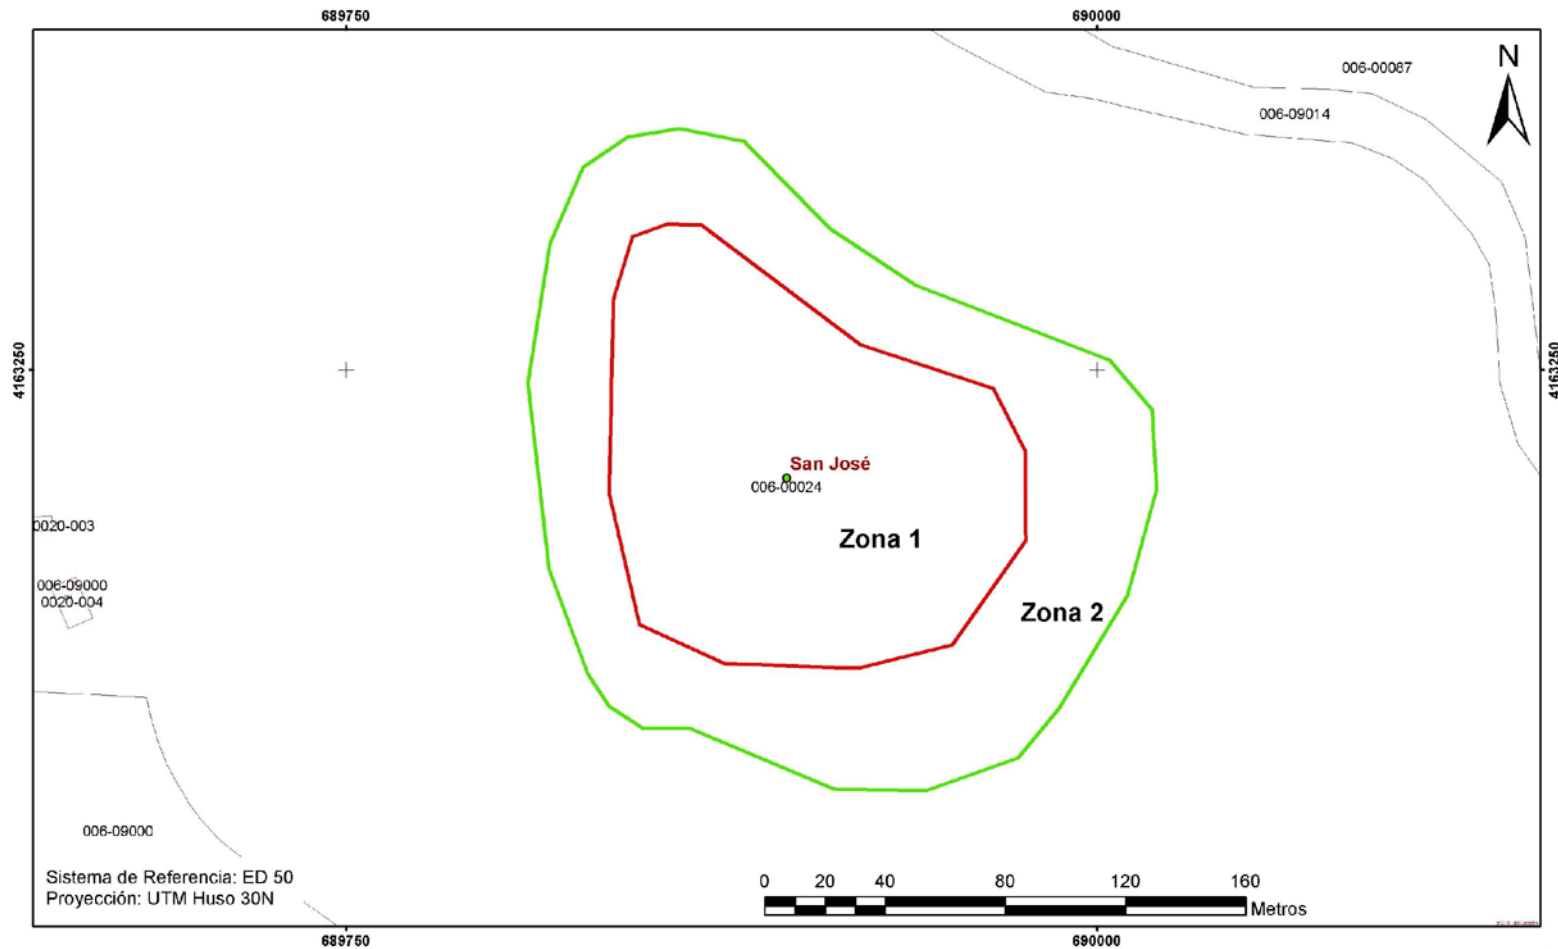 689750
690000
N
006-00087
006-09014
4163250
4163250
San José
006-00024
Zona 1
0020-003
006-09000
0020-004
Zona 2
006-09000
Sistema de Referencia: ED 50
Proyección: UTM Huso 30N
0 20 40 80 120 160
Metros
689750
690000